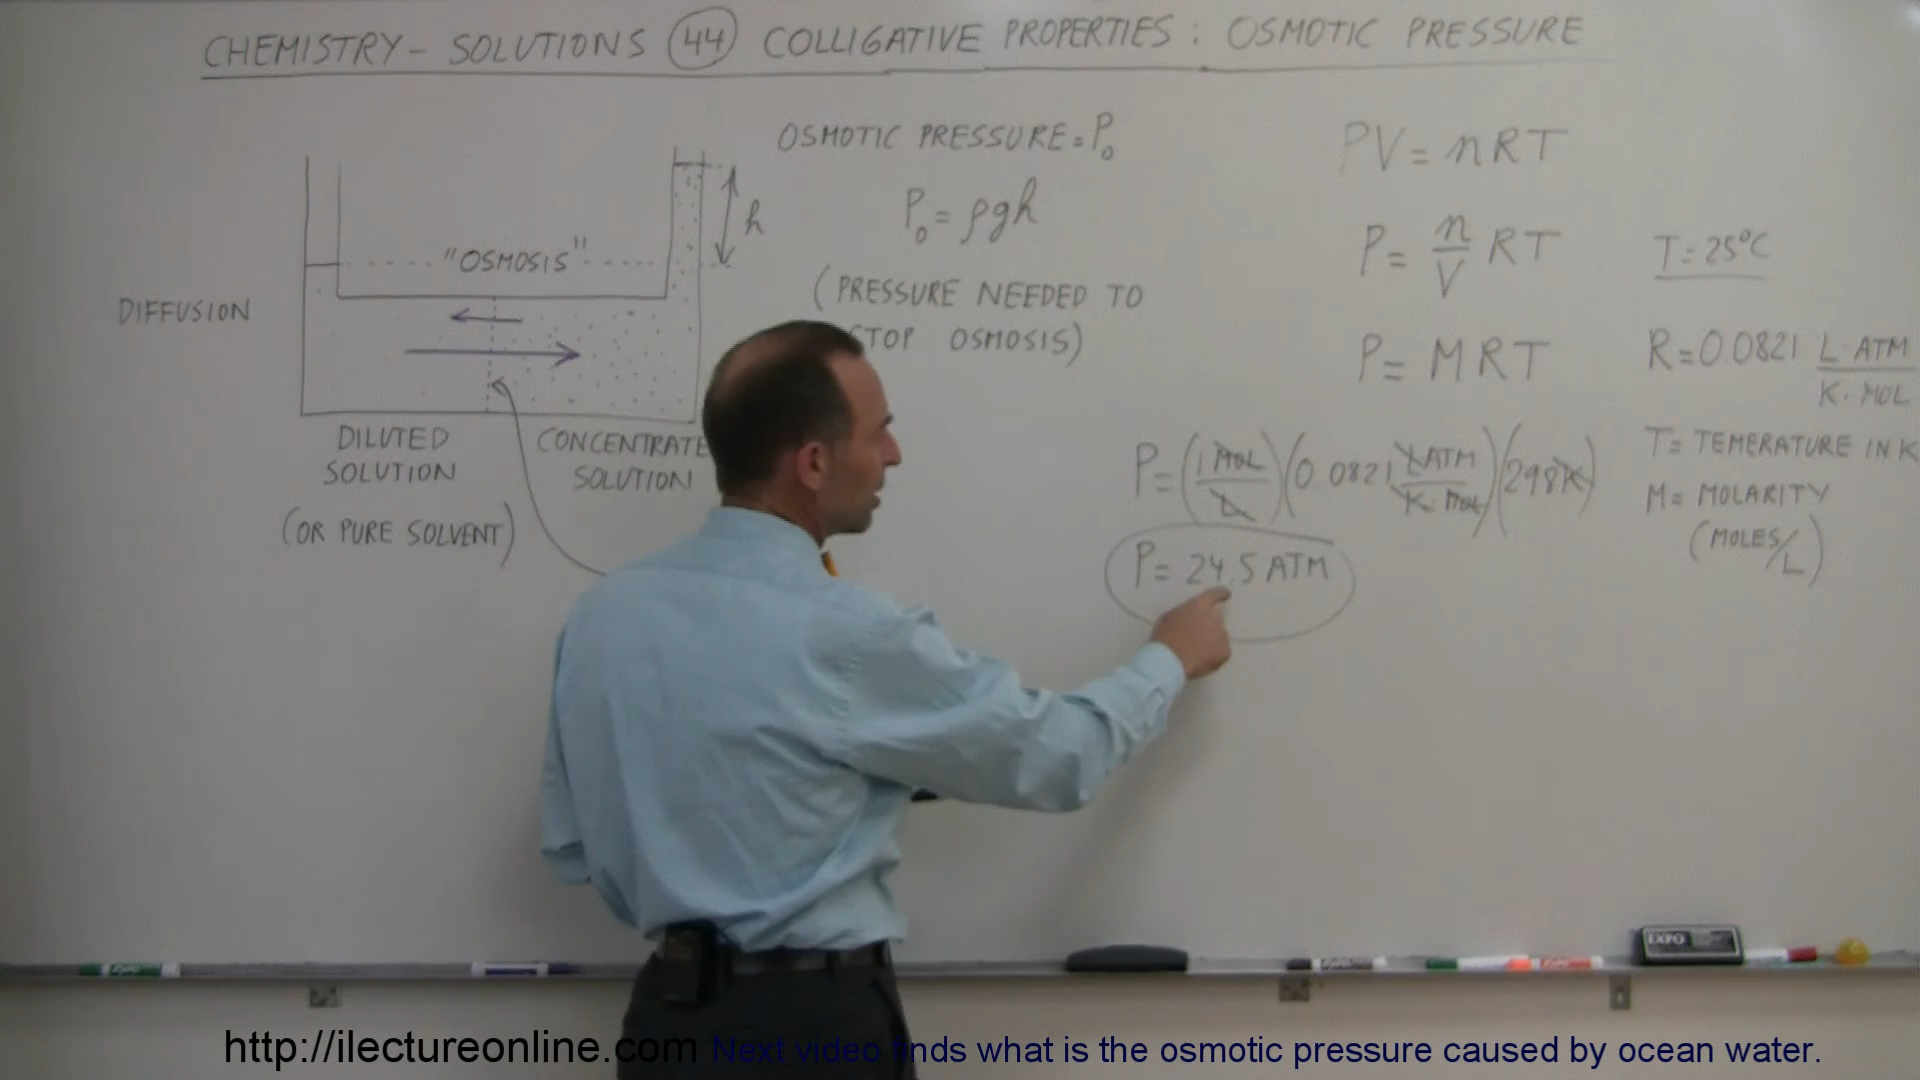 CHEMISTRY - SOLUTIONS 44 COLLIGATIVE PROPERTIES : OSMOTIC PRESSURE
OSMOTIC PRESSURE = P₀
P₀ = ρgh
(PRESSURE NEEDED TO
STOP OSMOSIS)
h
"OSMOSIS"
DIFFUSION
DILUTED
SOLUTION
(OR PURE SOLVENT)
CONCENTRATE
SOLUTION
PV = nRT
P = n/V RT
T = 25°C
P = MRT
R = 0.0821 L·ATM / K·MOL
P = (1 MOL / L)(0.0821 L ATM / K·MOL)(298K)
P = 24.5 ATM
T = TEMERATURE IN K
M = MOLARITY
(MOLES/L)
EXPO
http://ilectureonline.com Next video finds what is the osmotic pressure caused by ocean water.